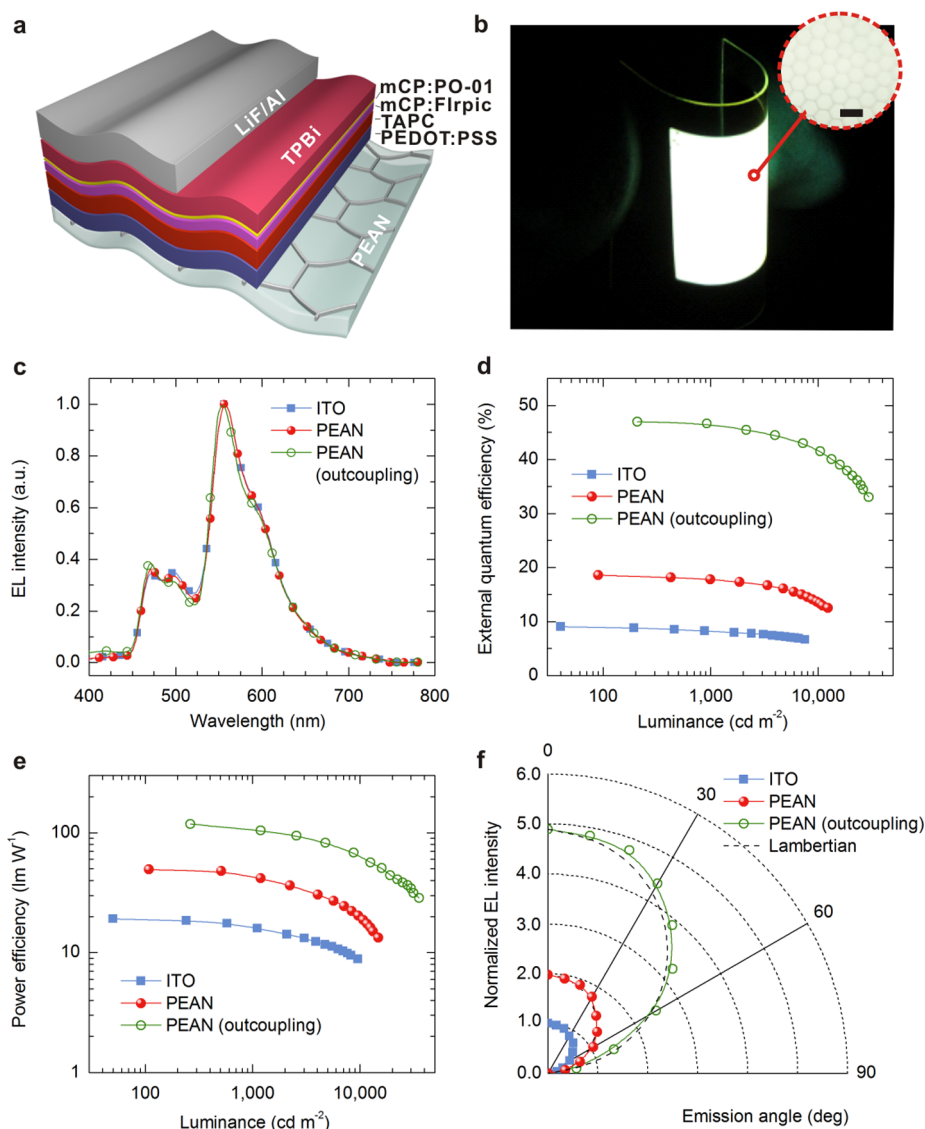 a
mCP:PO-01
mCP:FIrpic
TAPC
PEDOT:PSS
LiF/Al
TPBi
PEAN
b
c
EL intensity (a.u.)
1.0
0.8
0.6
0.4
0.2
0.0
400 500 600 700 800
Wavelength (nm)
ITO
PEAN
PEAN
(outcoupling)
d
External quantum efficiency (%)
50
40
30
20
10
0
100 1,000 10,000
Luminance (cd m⁻²)
ITO
PEAN
PEAN (outcoupling)
e
Power efficiency (lm W⁻¹)
100
10
1
100 1,000 10,000
Luminance (cd m⁻²)
ITO
PEAN
PEAN (outcoupling)
f
Normalized EL intensity
6.0
5.0
4.0
3.0
2.0
1.0
0.0
0
30
60
90
ITO
PEAN
PEAN (outcoupling)
Lambertian
Emission angle (deg)